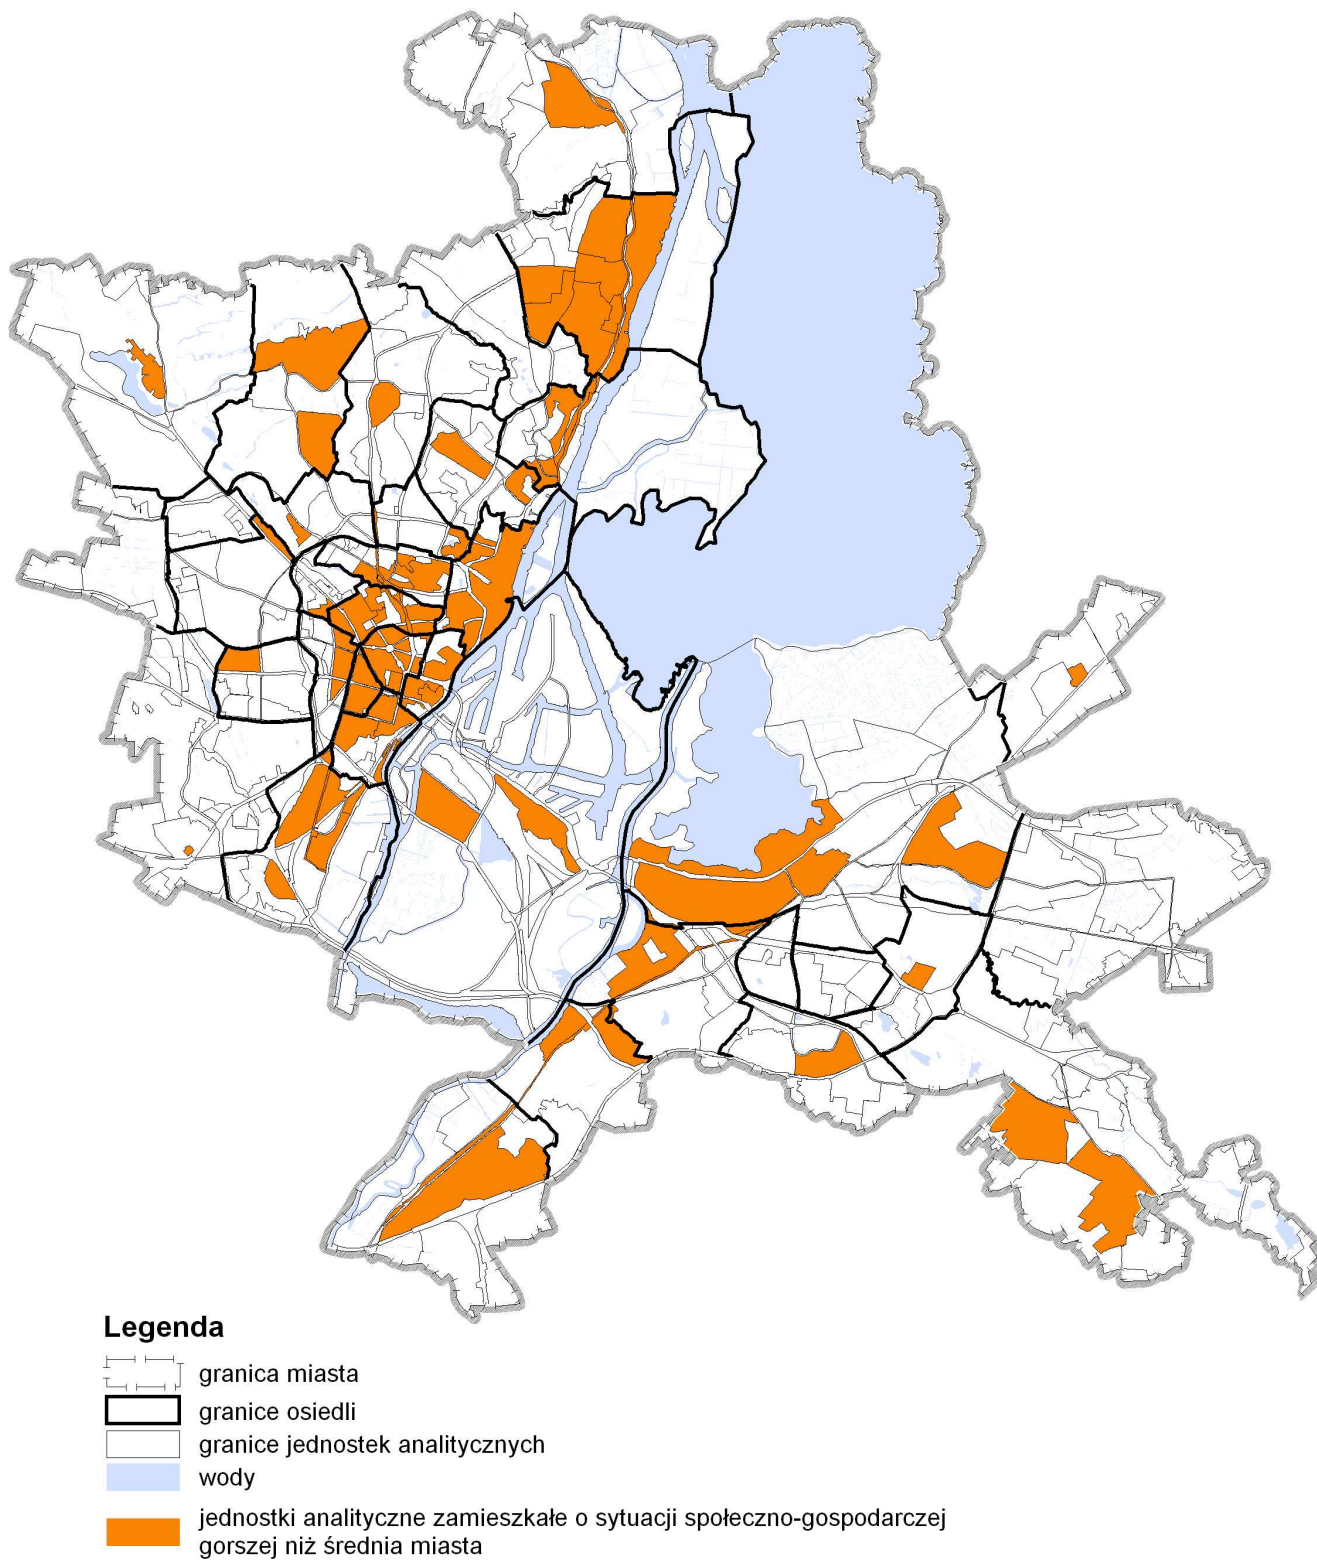 Legenda
granica miasta
granice osiedli
granice jednostek analitycznych
wody
jednostki analityczne zamieszkałe o sytuacji społeczno-gospodarczej
gorszej niż średnia miasta